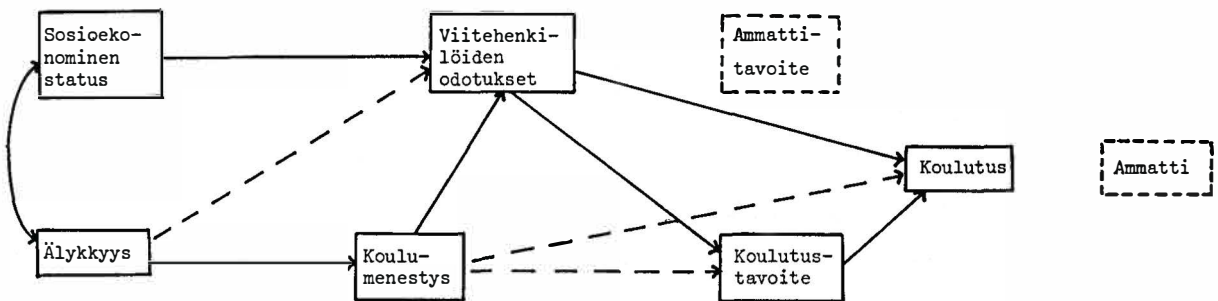 Sosioeko-
nominen
status
Viitehenki-
löiden
odotukset
Ammatti-
tavoite
Koulutus
Ammatti
Älykkyys
Koulu-
menestys
Koulutus-
tavoite